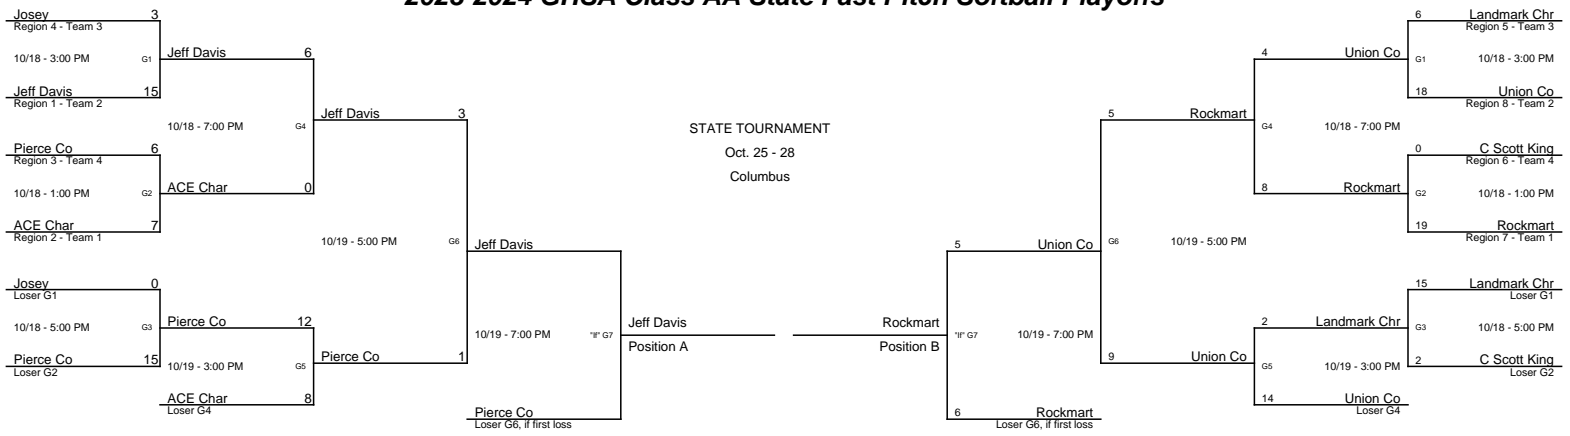 2023-2024 GHSA Class AA State Fast Pitch Softball Playoffs
Josey 3
Region 4 - Team 3
10/18 - 3:00 PM G1
Jeff Davis 6
Jeff Davis 15
Region 1 - Team 2
10/18 - 7:00 PM G4
Jeff Davis 3
Pierce Co 6
Region 3 - Team 4
10/18 - 1:00 PM G2
ACE Char 0
ACE Char 7
Region 2 - Team 1
10/19 - 5:00 PM G6
Jeff Davis
Josey 0
Loser G1
10/18 - 5:00 PM G3
Pierce Co 12
Pierce Co 15
Loser G2
10/19 - 3:00 PM G5
Pierce Co 1
ACE Char 8
Loser G4
10/19 - 7:00 PM "If" G7
Pierce Co
Loser G6, if first loss
Jeff Davis
Position A
STATE TOURNAMENT
Oct. 25 - 28
Columbus
6 Landmark Chr
Region 5 - Team 3
G1 10/18 - 3:00 PM
4 Union Co
18 Union Co
Region 8 - Team 2
G4 10/18 - 7:00 PM
5 Rockmart
0 C Scott King
Region 6 - Team 4
G2 10/18 - 1:00 PM
8 Rockmart
19 Rockmart
Region 7 - Team 1
G6 10/19 - 5:00 PM
5 Union Co
15 Landmark Chr
Loser G1
G3 10/18 - 5:00 PM
2 Landmark Chr
2 C Scott King
Loser G2
G5 10/19 - 3:00 PM
9 Union Co
14 Union Co
Loser G4
"If" G7 10/19 - 7:00 PM
6 Rockmart
Loser G6, if first loss
Rockmart
Position B